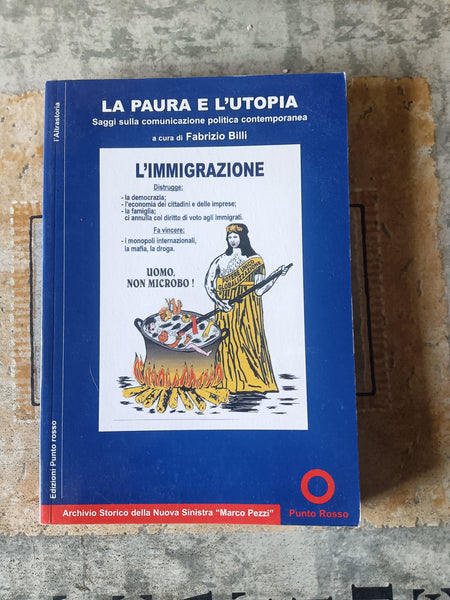 LA PAURA E L'UTOPIA
Saggi sulla comunicazione politica contemporanea
a cura di Fabrizio Billi
L'IMMIGRAZIONE
Distrugge:
- la democrazia;
- l'economia dei cittadini e delle imprese;
- la famiglia;
ci annulla col diritto di voto agli immigrati.
Fa vincere:
- i monopoli internazionali,
la mafia, la droga.
UOMO,
NON MICROBO !
Archivio Storico della Nuova Sinistra "Marco Pezzi"
Punto Rosso
l'Altrastoria
Edizioni Punto rosso